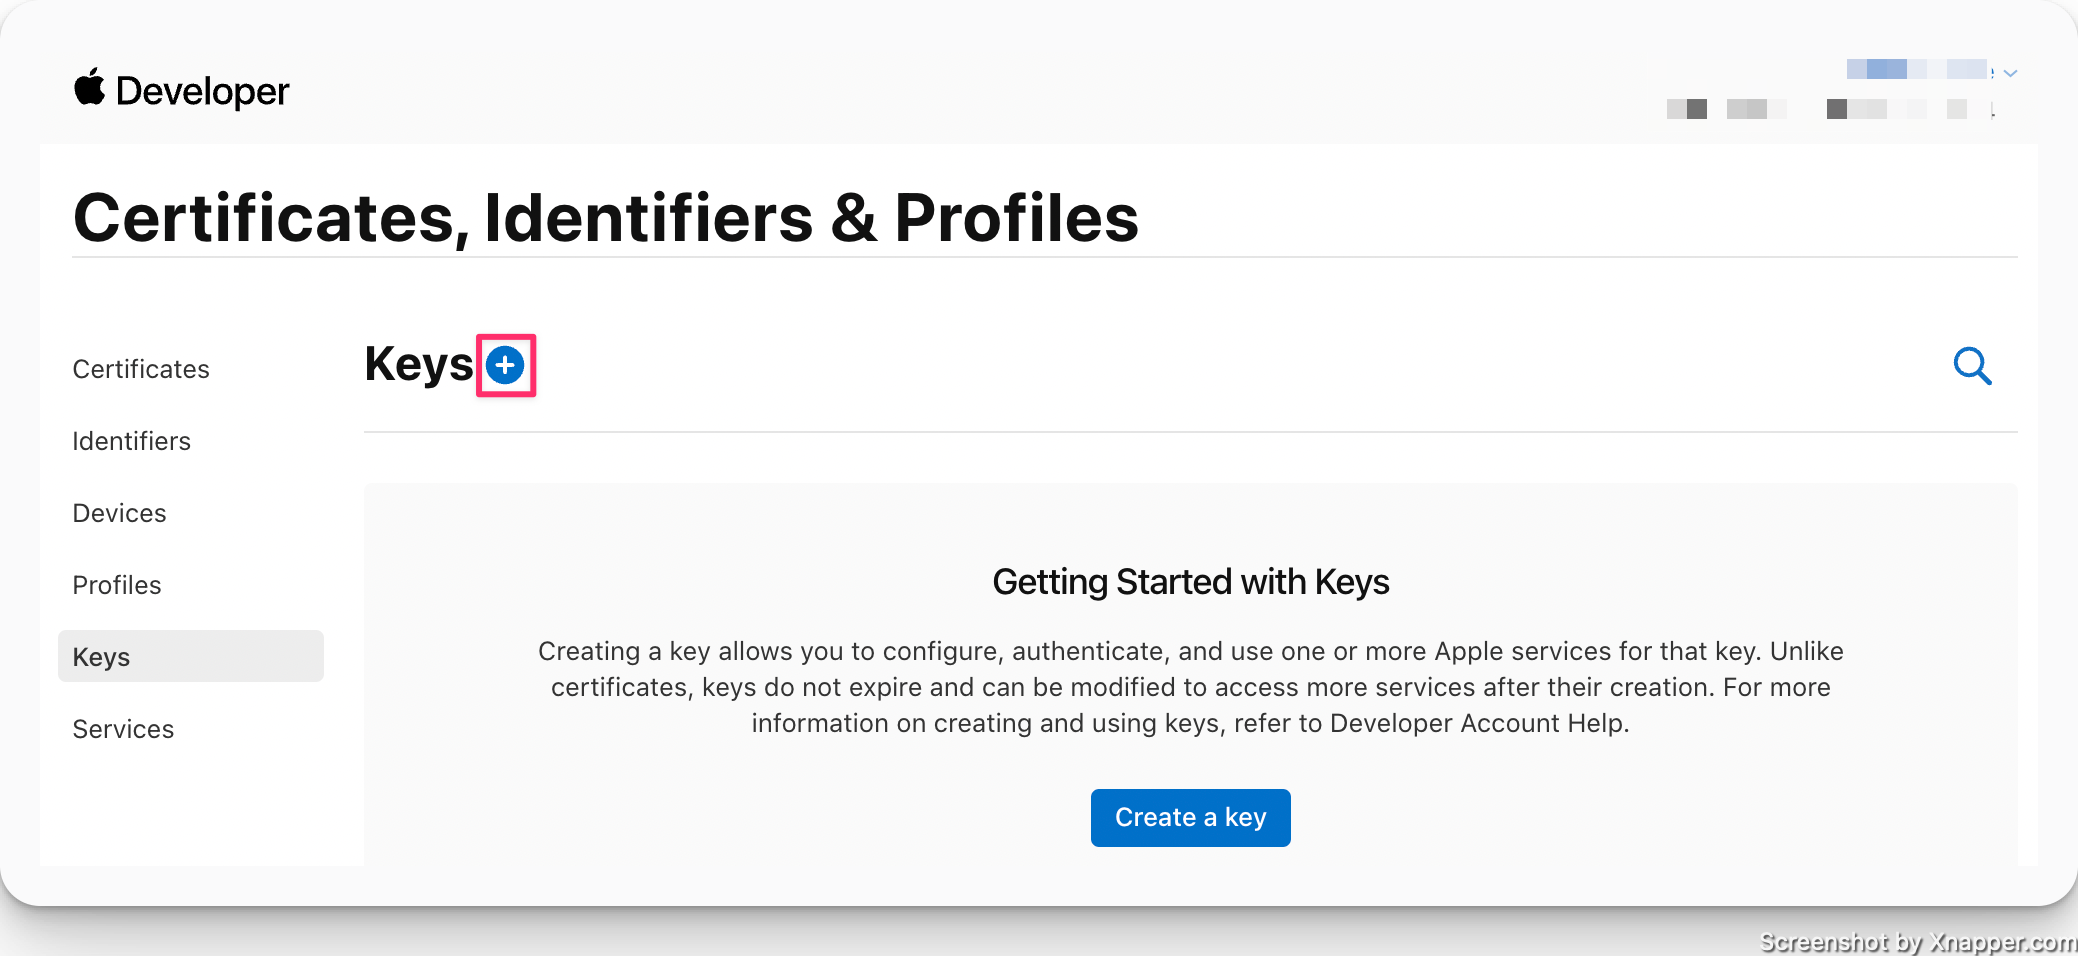 Developer
Certificates, Identifiers & Profiles
Certificates
Identifiers
Devices
Profiles
Keys
Services
Keys
Getting Started with Keys
Creating a key allows you to configure, authenticate, and use one or more Apple services for that key. Unlike
certificates, keys do not expire and can be modified to access more services after their creation. For more
information on creating and using keys, refer to Developer Account Help.
Create a key
Screenshot by Xnapper.com